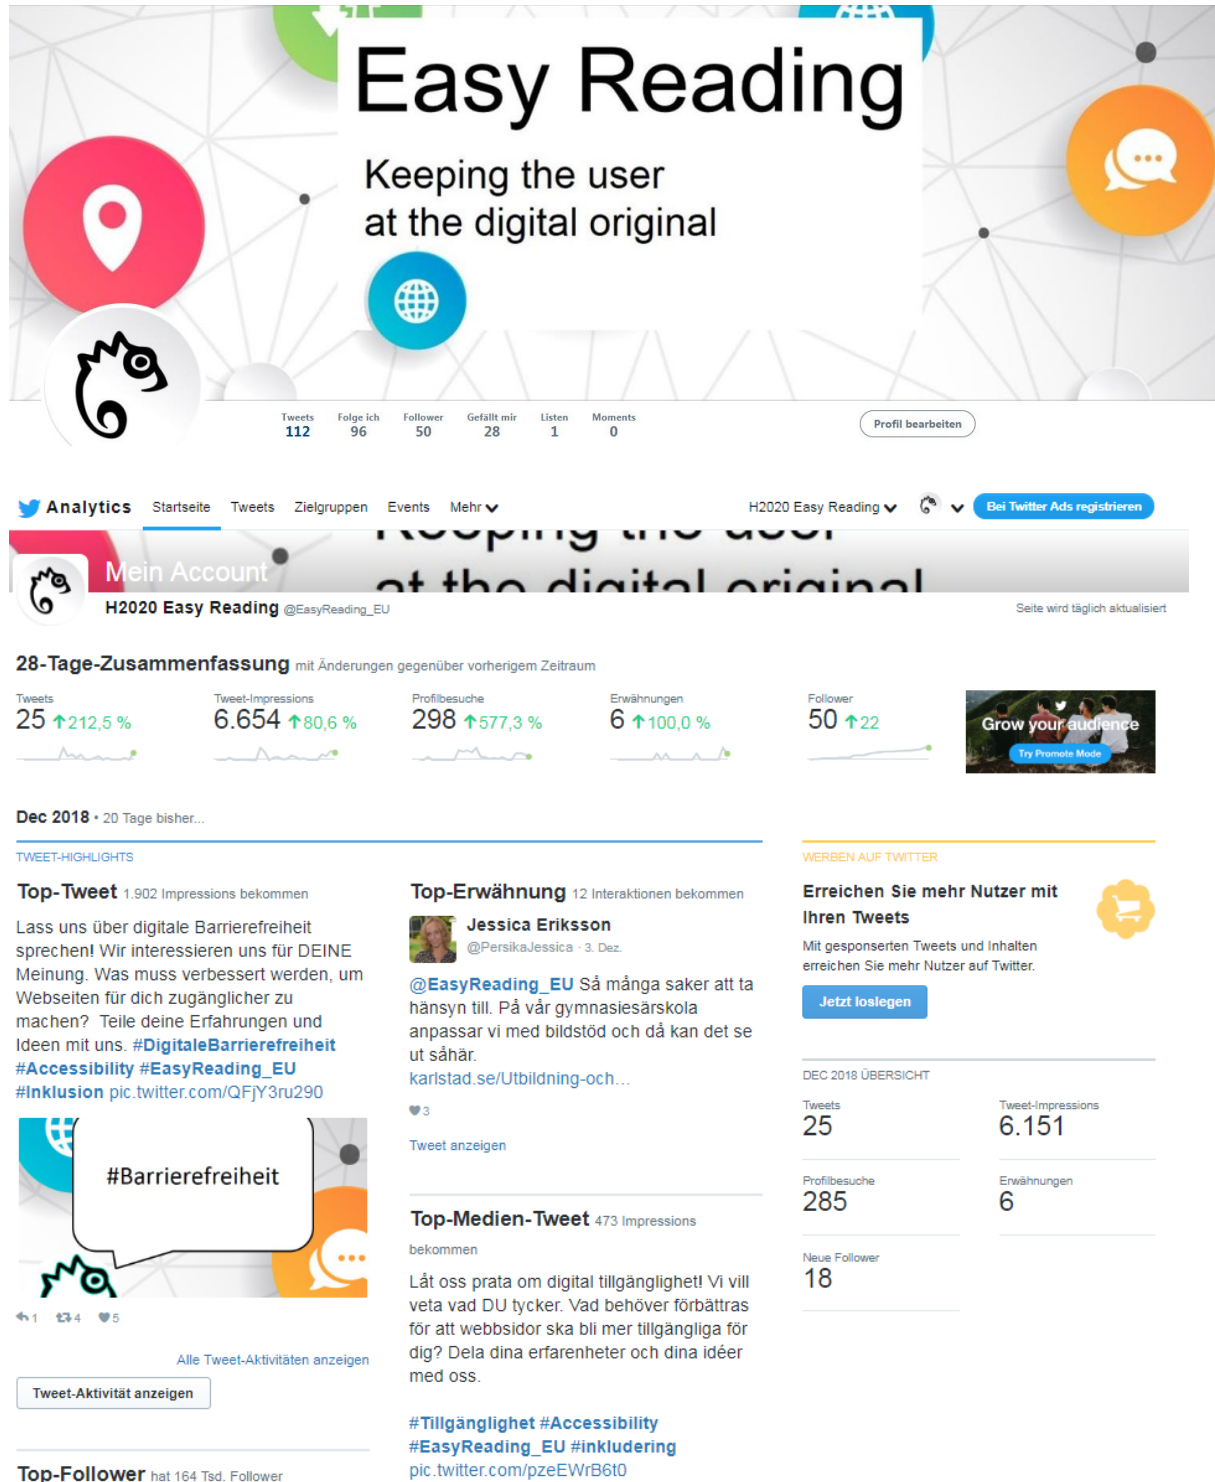 Easy Reading
Keeping the user
at the digital original
Tweets Folge ich Follower Gefällt mir Listen Moments
112 96 50 28 1 0
Profil bearbeiten
Analytics Startseite Tweets Zielgruppen Events Mehr
H2020 Easy Reading
Bei Twitter Ads registrieren
Keeping the user
at the digital original
Mein Account
H2020 Easy Reading @EasyReading_EU
Seite wird täglich aktualisiert
28-Tage-Zusammenfassung mit Änderungen gegenüber vorherigem Zeitraum
Tweets
25 ↑212,5 %
Tweet-Impressions
6.654 ↑80,6 %
Profilbesuche
298 ↑577,3 %
Erwähnungen
6 ↑100,0 %
Follower
50 ↑22
Grow your audience
Try Promote Mode
Dec 2018 • 20 Tage bisher...
TWEET-HIGHLIGHTS
Top-Tweet 1.902 Impressions bekommen
Lass uns über digitale Barrierefreiheit
sprechen! Wir interessieren uns für DEINE
Meinung. Was muss verbessert werden, um
Webseiten für dich zugänglicher zu
machen? Teile deine Erfahrungen und
Ideen mit uns. #DigitaleBarrierefreiheit
#Accessibility #EasyReading_EU
#Inklusion pic.twitter.com/QFjY3ru290
#Barrierefreiheit
1 4 5
Alle Tweet-Aktivitäten anzeigen
Tweet-Aktivität anzeigen
Top-Follower hat 164 Tsd. Follower
Top-Erwähnung 12 Interaktionen bekommen
Jessica Eriksson
@PersikaJessica · 3. Dez.
@EasyReading_EU Så många saker att ta
hänsyn till. På vår gymnasiesärskola
anpassar vi med bildstöd och då kan det se
ut såhär.
karlstad.se/Utbildning-och…
3
Tweet anzeigen
Top-Medien-Tweet 473 Impressions
bekommen
Låt oss prata om digital tillgänglighet! Vi vill
veta vad DU tycker. Vad behöver förbättras
för att webbsidor ska bli mer tillgängliga för
dig? Dela dina erfarenheter och dina idéer
med oss.
#Tillgänglighet #Accessibility
#EasyReading_EU #inkludering
pic.twitter.com/pzeEWrB6t0
WERBEN AUF TWITTER
Erreichen Sie mehr Nutzer mit
Ihren Tweets
Mit gesponserten Tweets und Inhalten
erreichen Sie mehr Nutzer auf Twitter.
Jetzt loslegen
DEC 2018 ÜBERSICHT
Tweets
25
Tweet-Impressions
6.151
Profilbesuche
285
Erwähnungen
6
Neue Follower
18